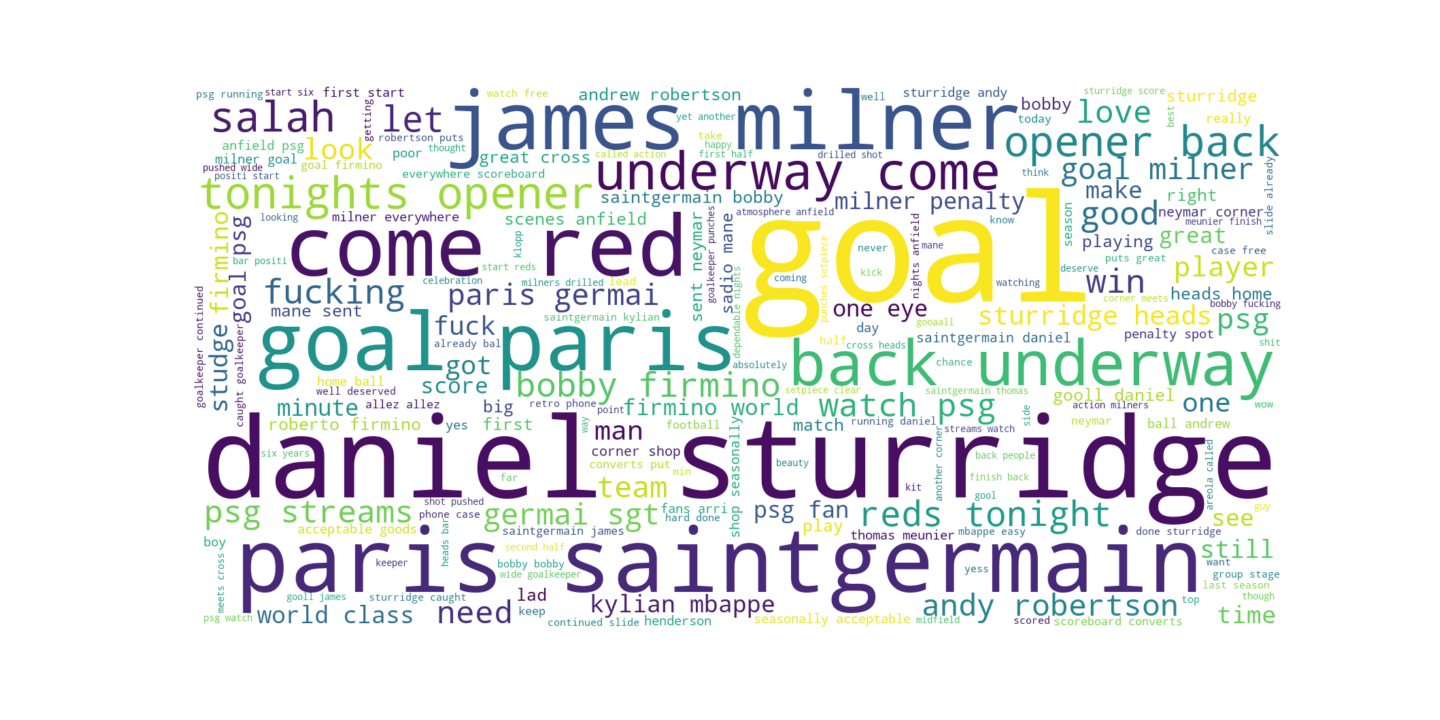 psg running
start six
first start
watch free
andrew robertson
well
sturridge andy
bobby
love
sturridge score
sturridge
salah
getting
let
james milner
yet another
today
best
really
robertson puts
take
opener back
anfield psg
poor
thought
happy
milner goal
look
great cross
called action
first half
drilled shot
think
goal milner
pushed wide
goal firmino
everywhere scoreboard
underway come
slide already
positi start
tonights opener
saintgermain bobby
milner penalty
make
right
looking
milner everywhere
scenes anfield
goalkeeper punches
atmosphere anfield
know
season
good
neymar corner
meunier finish
studge firmino
goal psg
come red
klopp
sent neymar
sadio mane
goal
punches setpiece
never
nights anfield
mane
playing
great
bar positi
start reds
kick
deserve
puts great
case free
celebration
milners drilled
lead
coming
watching
win
player
goalkeeper continued
caught goalkeeper
fucking
paris germai
dependable nights
corner meets
heads home
mane sent
saintgermain kylian
one eye
gooaall
sturridge heads
bobby fucking
goal paris
fuck
day
psg
already bal
half
saintgermain daniel
penalty spot
shit
got
absolutely
cross heads
back underway
chance
home ball
score
bobby firmino
setpiece clear
saintgermain thomas
well deserved
gooll daniel
one
minute
allez allez
big
retro phone
point
firmino world
watch psg
side
action milners
wow
roberto firmino
yes
first
way
football
match
running daniel
neymar
ball andrew
daniel sturridge
man
streams watch
corner shop
shop seasonally
another corner
back people
areola called
six years
far
converts put
min
beauty
finish back
team
kit
gool
shot pushed
psg streams
phone case
germai sgt
fans arri
hard done
psg fan
reds tonight
see
guy
acceptable goods
heads bar
saintgermain james
play
thomas meunier
mbappe easy
done sturridge
boy
second half
still
paris saintgermain
keeper
bobby bobby
wide goalkeeper
yess
want
group stage
meets cross
gooll james
sturridge caught
lad
last season
though
psg watch
world class
need
keep
kylian mbappe
andy robertson
top
time
continued slide
henderson
seasonally acceptable
midfield
scored
scoreboard converts